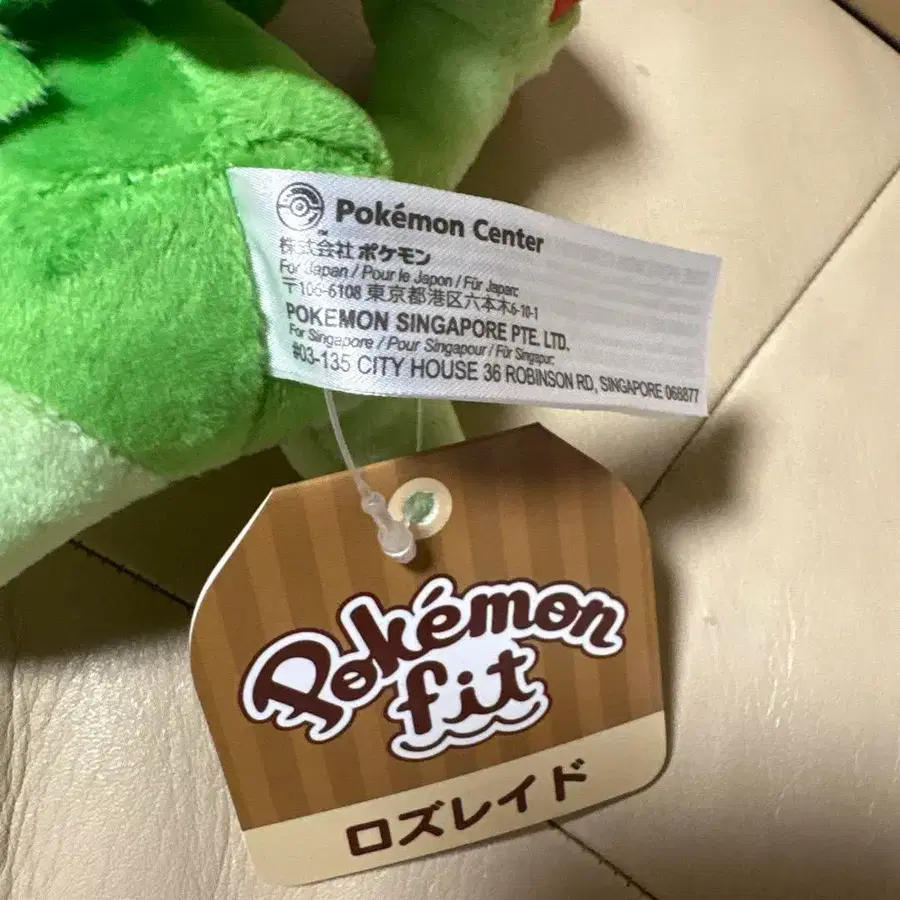 Pokémon Center
TM
株式会社 ポケモン
For Japan / Pour le Japon / Für Japan:
〒106-6108 東京都港区六本木6-10-1
POKEMON SINGAPORE PTE. LTD.
For Singapore / Pour Singapour / Für Singapur:
#03-135 CITY HOUSE 36 ROBINSON RD, SINGAPORE 068877
Pokémon
fit
ロズレイド